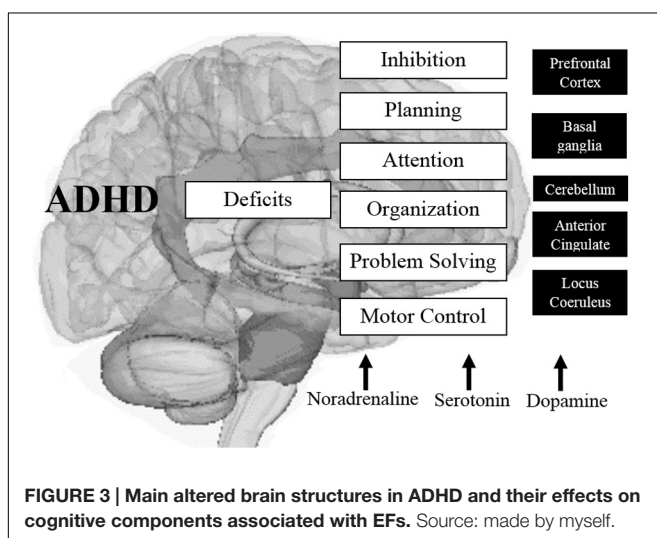 Inhibition
Planning
Attention
ADHD
Deficits
Organization
Problem Solving
Motor Control
Prefrontal
Cortex
Basal
ganglia
Cerebellum
Anterior
Cingulate
Locus
Coeruleus
Noradrenaline Serotonin Dopamine
FIGURE 3 | Main altered brain structures in ADHD and their effects on
cognitive components associated with EFs. Source: made by myself.